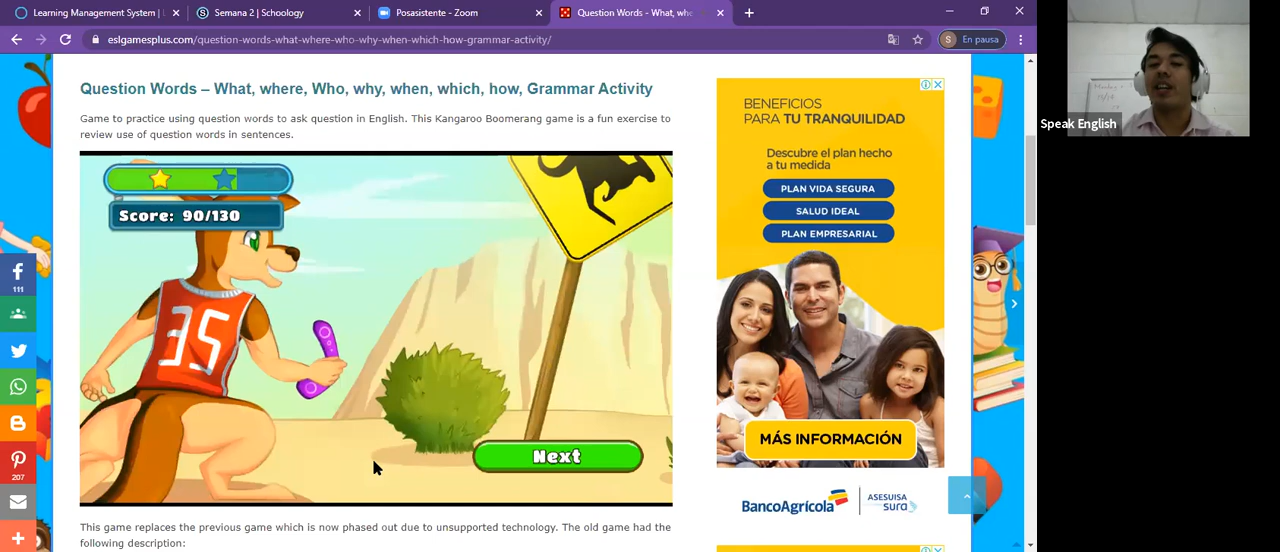 Learning Management System | L
Semana 2 | Schoology
Posasistente - Zoom
Question Words - What, who
eslgamesplus.com/question-words-what-where-who-why-when-which-how-grammar-activity/
S
En pausa
Question Words – What, where, Who, why, when, which, how, Grammar Activity
Game to practice using question words to ask question in English. This Kangaroo Boomerang game is a fun exercise to
review use of question words in sentences.
Score: 90/130
35
Next
111
207
This game replaces the previous game which is now phased out due to unsupported technology. The old game had the
following description:
BENEFICIOS
PARA TU TRANQUILIDAD
Descubre el plan hecho
a tu medida
PLAN VIDA SEGURA
SALUD IDEAL
PLAN EMPRESARIAL
MÁS INFORMACIÓN
BancoAgrícola
ASESUISA
sura
Speak English